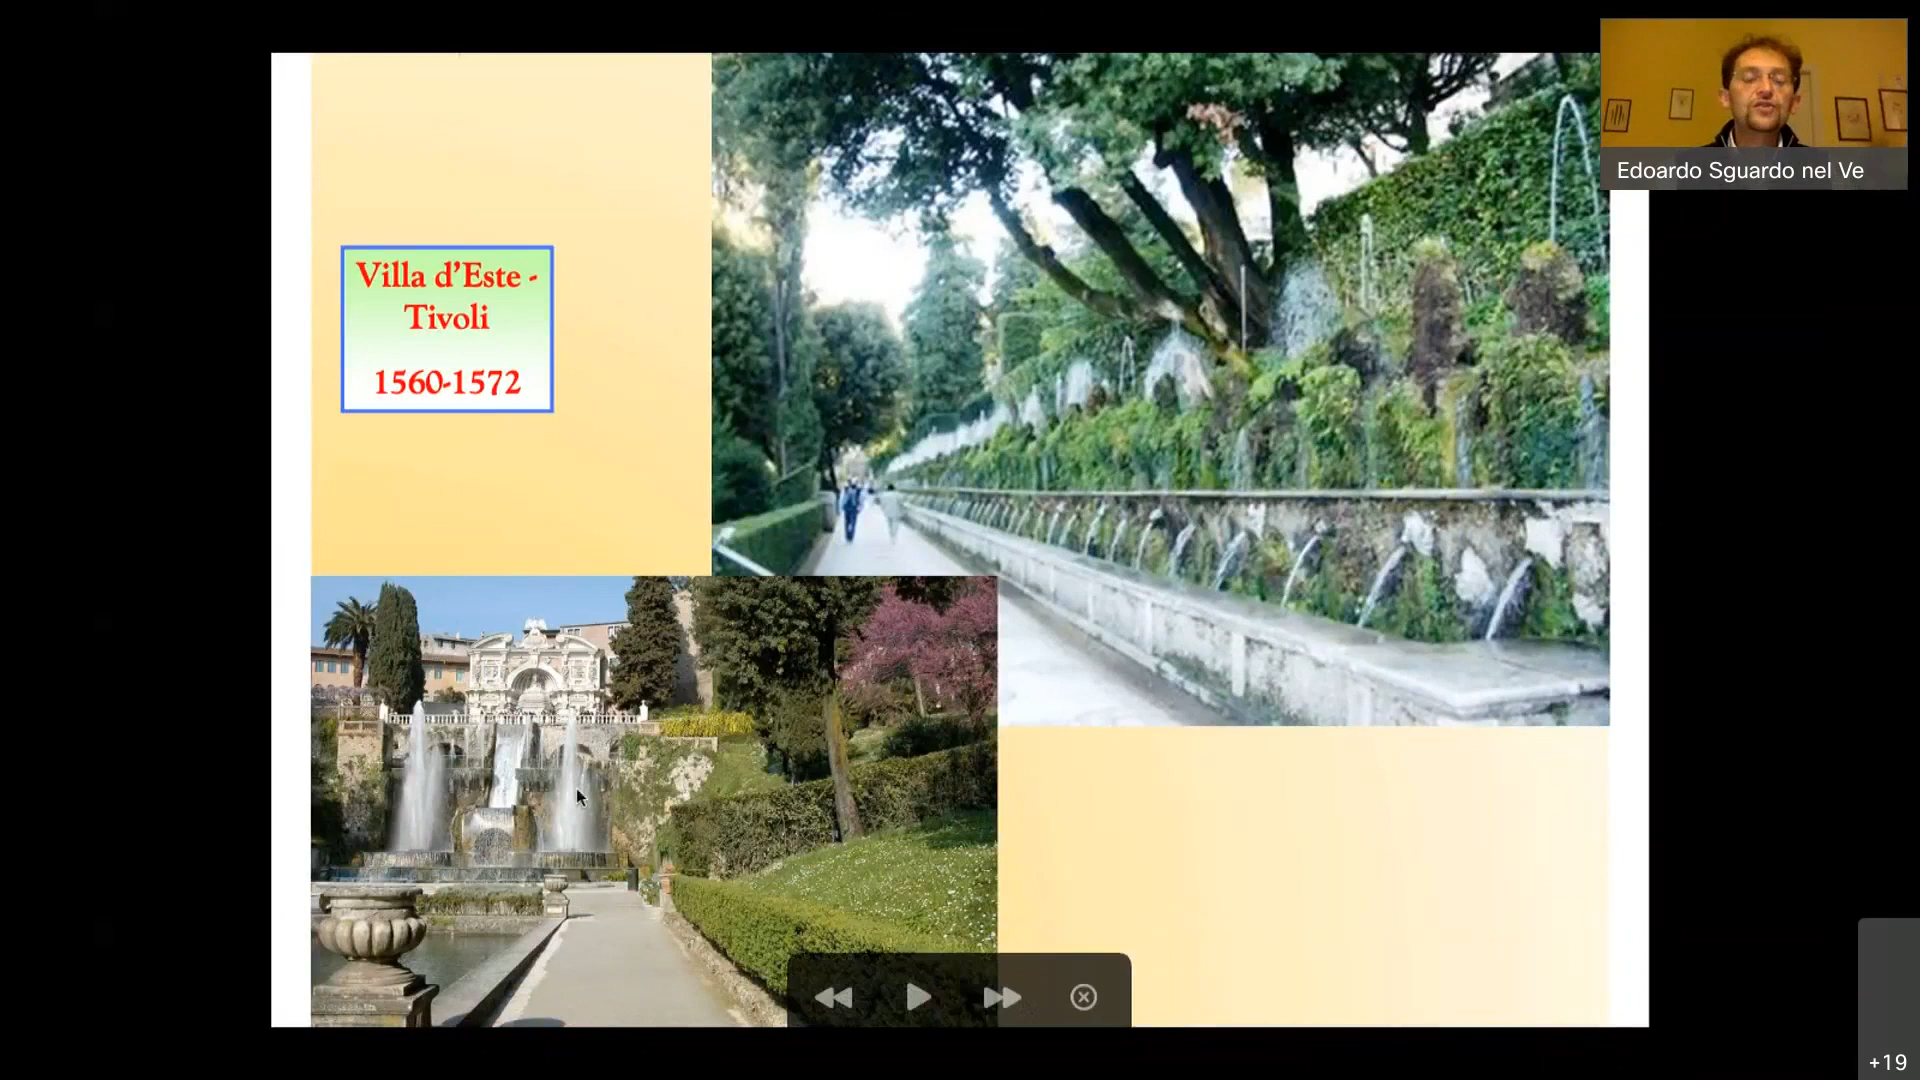 Villa d'Este -
Tivoli
1560-1572
Edoardo Sguardo nel Ve
+19